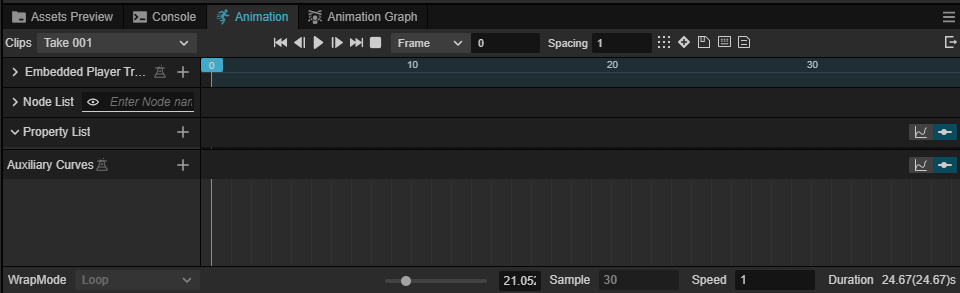 Assets Preview Console Animation Animation Graph
Clips Take 001 Frame 0 Spacing 1
Embedded Player Tr... 0 10 20 30
Node List Enter Node nar
Property List
Auxiliary Curves
WrapMode Loop 21.052 Sample 30 Speed 1 Duration 24.67(24.67)s